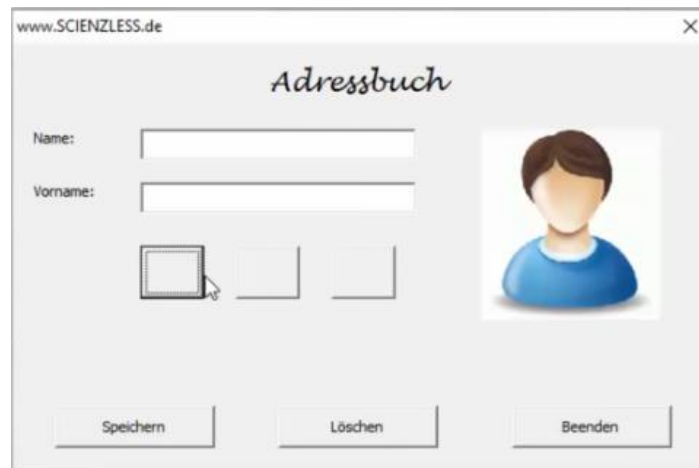 www.SCIENZLESS.de
Adressbuch
Name:
Vorname:
Speichern
Löschen
Beenden